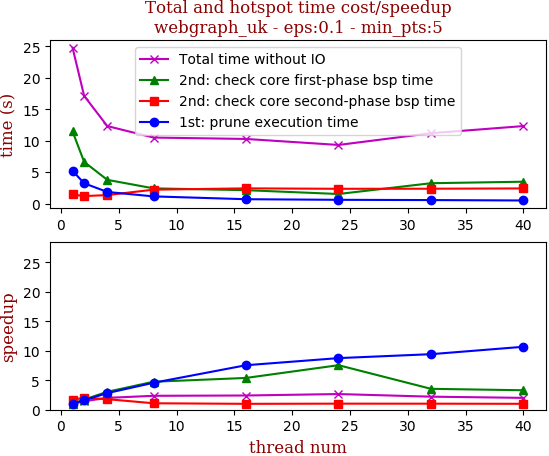 Total and hotspot time cost/speedup
webgraph_uk - eps:0.1 - min_pts:5
time (s)
25
20
15
10
5
0
Total time without IO
2nd: check core first-phase bsp time
2nd: check core second-phase bsp time
1st: prune execution time
0 5 10 15 20 25 30 35 40
speedup
25
20
15
10
5
0
0 5 10 15 20 25 30 35 40
thread num